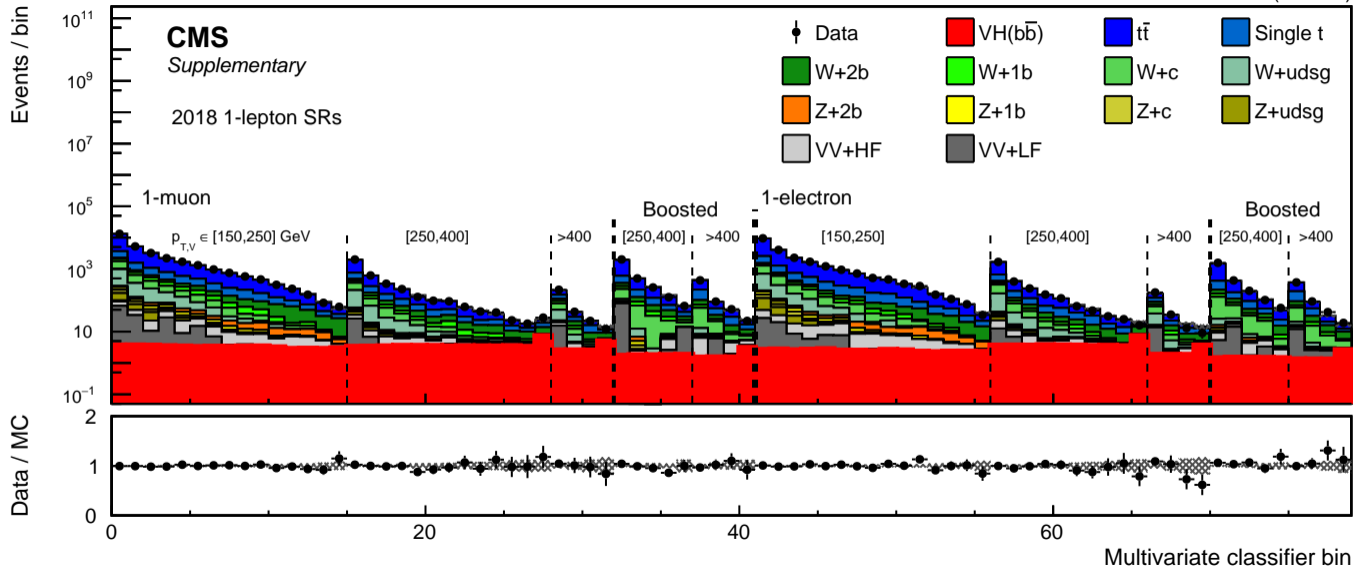 CMS
Supplementary
2018 1-lepton SRs
Data
VH(bb̅)
tt̅
Single t
W+2b
W+1b
W+c
W+udsg
Z+2b
Z+1b
Z+c
Z+udsg
VV+HF
VV+LF
Events / bin
10¹¹
10⁹
10⁷
10⁵
10³
10
10⁻¹
1-muon
Boosted
1-electron
Boosted
p_T,V ∈ [150,250] GeV
[250,400]
>400
[250,400]
>400
[150,250]
[250,400]
>400
[250,400]
>400
Data / MC
2
1
0
0
20
40
60
Multivariate classifier bin